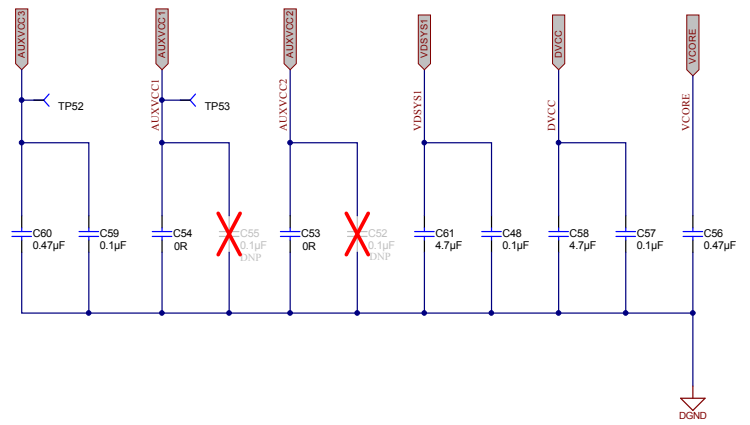 AUXVCC3
AUXVCC1
AUXVCC2
VDSYS1
DVCC
VCORE
TP52
TP53
AUXVCC1
AUXVCC2
VDSYS1
DVCC
VCORE
C60
0.47µF
C59
0.1µF
C54
0R
C55
0.1µF
DNP
C53
0R
C52
0.1µF
DNP
C61
4.7µF
C48
0.1µF
C58
4.7µF
C57
0.1µF
C56
0.47µF
DGND